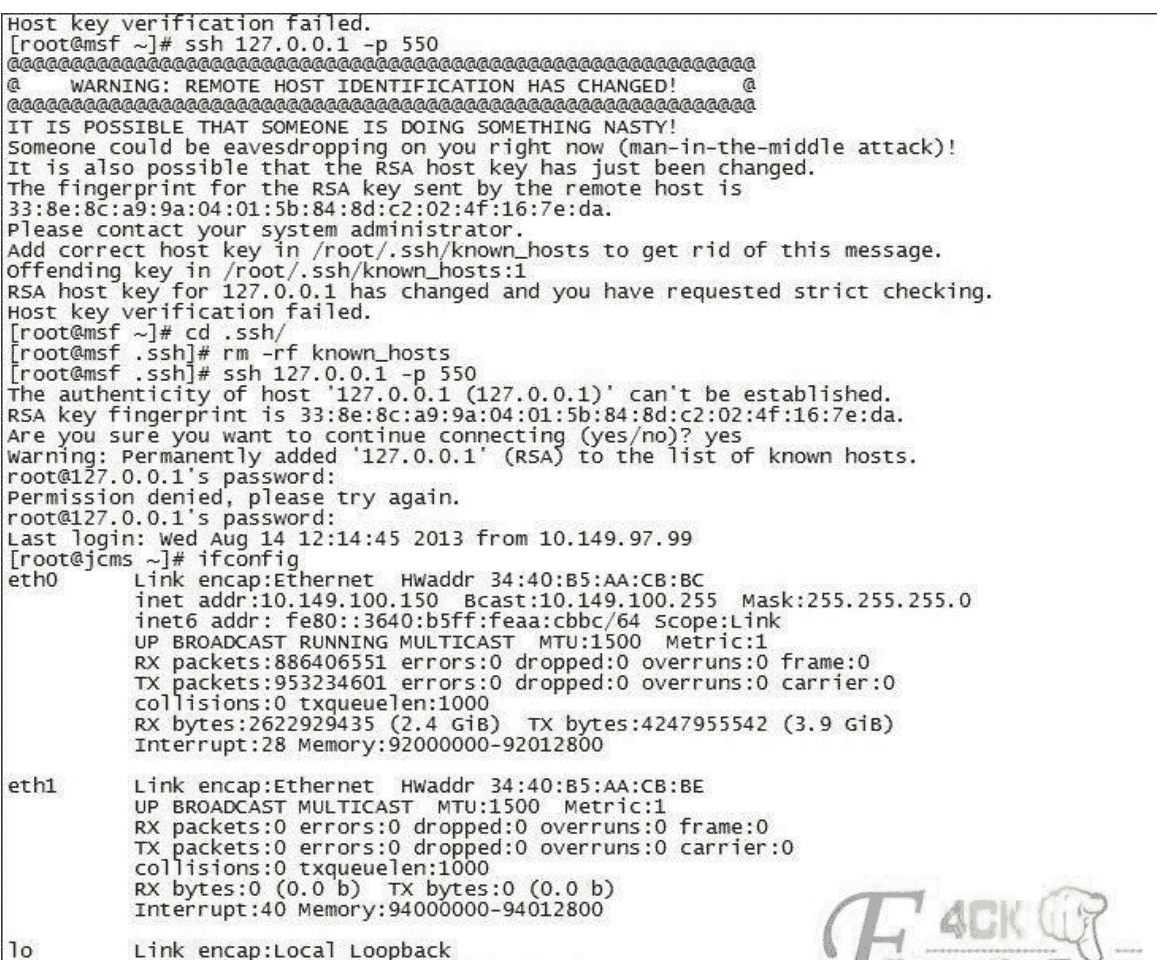 Host key verification failed.
[root@msf ~]# ssh 127.0.0.1 -p 550
@@@@@@@@@@@@@@@@@@@@@@@@@@@@@@@@@@@@@@@@@@@@@@@@@@@@@@@@@@@
@    WARNING: REMOTE HOST IDENTIFICATION HAS CHANGED!     @
@@@@@@@@@@@@@@@@@@@@@@@@@@@@@@@@@@@@@@@@@@@@@@@@@@@@@@@@@@@
IT IS POSSIBLE THAT SOMEONE IS DOING SOMETHING NASTY!
Someone could be eavesdropping on you right now (man-in-the-middle attack)!
It is also possible that the RSA host key has just been changed.
The fingerprint for the RSA key sent by the remote host is
33:8e:8c:a9:9a:04:01:5b:84:8d:c2:02:4f:16:7e:da.
Please contact your system administrator.
Add correct host key in /root/.ssh/known_hosts to get rid of this message.
Offending key in /root/.ssh/known_hosts:1
RSA host key for 127.0.0.1 has changed and you have requested strict checking.
Host key verification failed.
[root@msf ~]# cd .ssh/
[root@msf .ssh]# rm -rf known_hosts
[root@msf .ssh]# ssh 127.0.0.1 -p 550
The authenticity of host '127.0.0.1 (127.0.0.1)' can't be established.
RSA key fingerprint is 33:8e:8c:a9:9a:04:01:5b:84:8d:c2:02:4f:16:7e:da.
Are you sure you want to continue connecting (yes/no)? yes
Warning: Permanently added '127.0.0.1' (RSA) to the list of known hosts.
root@127.0.0.1's password:
Permission denied, please try again.
root@127.0.0.1's password:
Last login: Wed Aug 14 12:14:45 2013 from 10.149.97.99
[root@jcms ~]# ifconfig
eth0      Link encap:Ethernet  HWaddr 34:40:B5:AA:CB:BC
inet addr:10.149.100.150  Bcast:10.149.100.255  Mask:255.255.255.0
inet6 addr: fe80::3640:b5ff:feaa:cbbc/64 Scope:Link
UP BROADCAST RUNNING MULTICAST  MTU:1500  Metric:1
RX packets:886406551 errors:0 dropped:0 overruns:0 frame:0
TX packets:953234601 errors:0 dropped:0 overruns:0 carrier:0
collisions:0 txqueuelen:1000
RX bytes:2622929435 (2.4 GiB)  TX bytes:4247955542 (3.9 GiB)
Interrupt:28 Memory:92000000-92012800
eth1      Link encap:Ethernet  HWaddr 34:40:B5:AA:CB:BE
UP BROADCAST MULTICAST  MTU:1500  Metric:1
RX packets:0 errors:0 dropped:0 overruns:0 frame:0
TX packets:0 errors:0 dropped:0 overruns:0 carrier:0
collisions:0 txqueuelen:1000
RX bytes:0 (0.0 b)  TX bytes:0 (0.0 b)
Interrupt:40 Memory:94000000-94012800
lo        Link encap:Local Loopback
F4CK